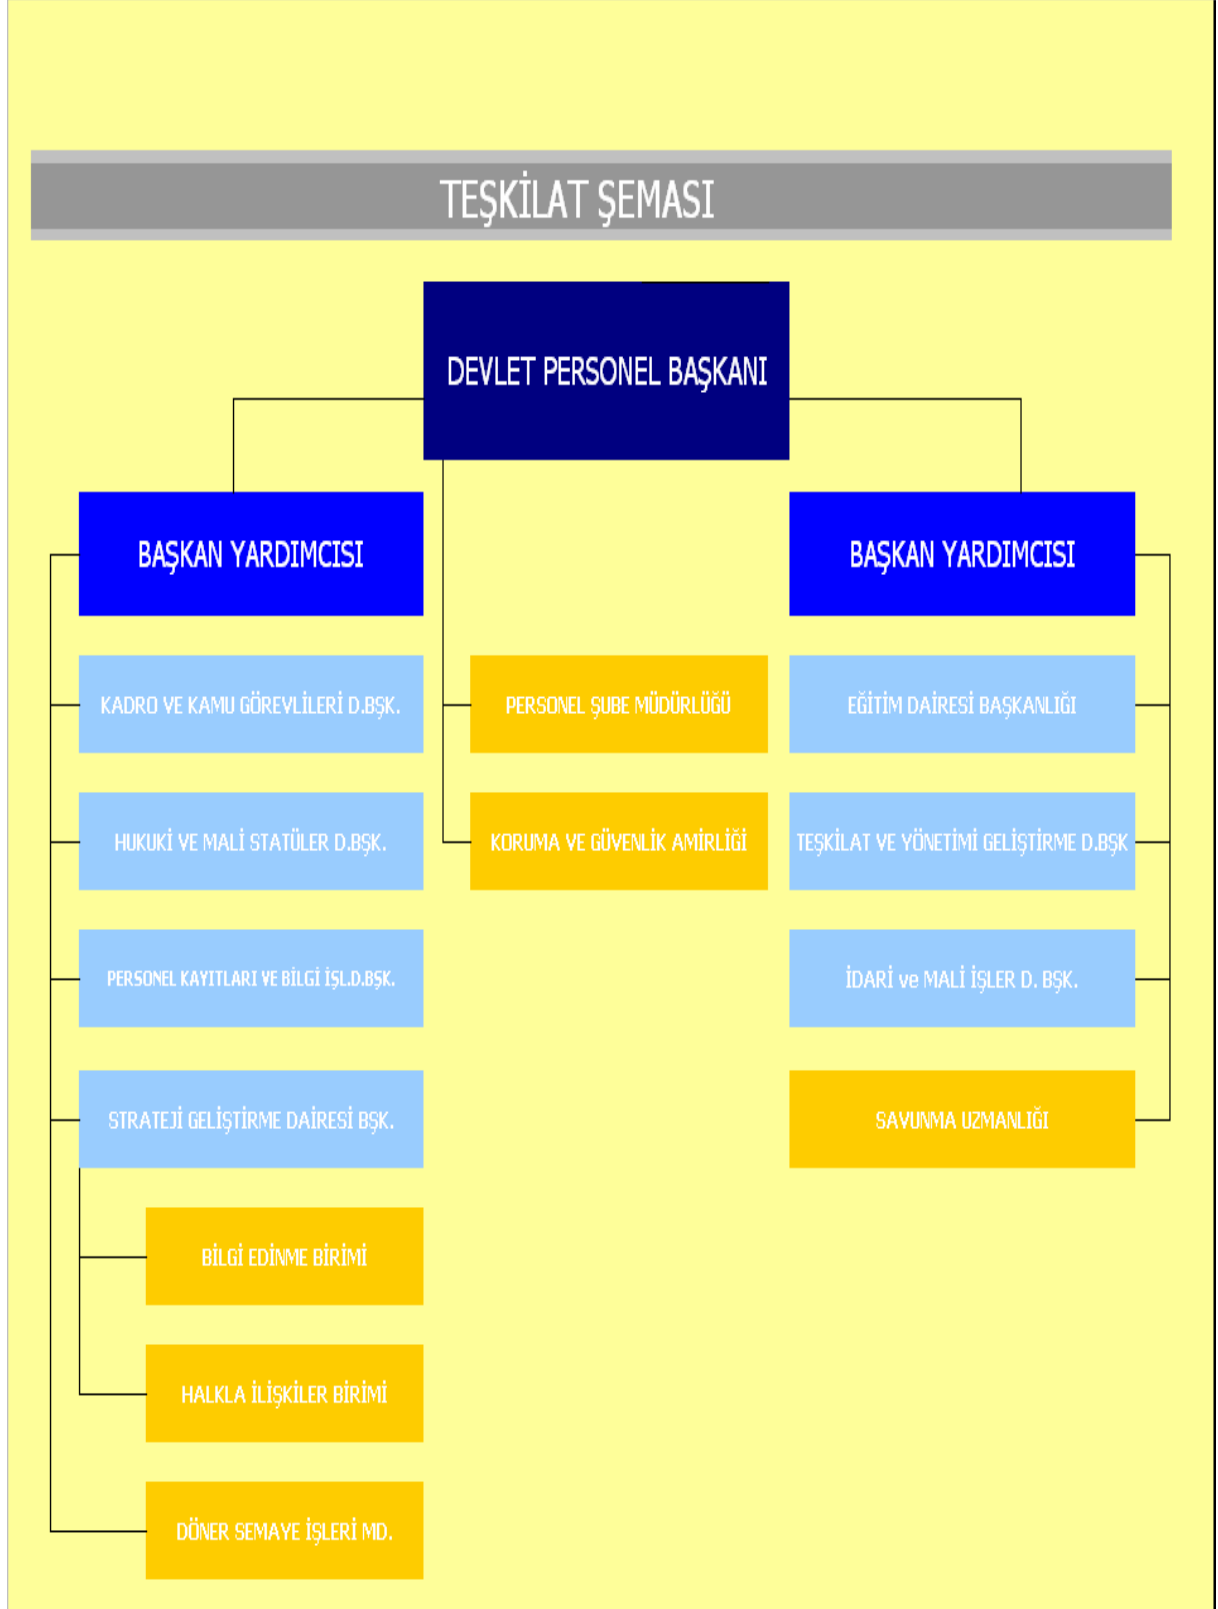 TEŞKİLAT ŞEMASI
DEVLET PERSONEL BAŞKANI
BAŞKAN YARDIMCISI
BAŞKAN YARDIMCISI
KADRO VE KAMU GÖREVLİLERİ D.BŞK.
PERSONEL ŞUBE MÜDÜRLÜĞÜ
EĞİTİM DAİRESİ BAŞKANLIĞI
HUKUKİ VE MALİ STATÜLER D.BŞK.
KORUMA VE GÜVENLİK AMİRLİĞİ
TEŞKİLAT VE YÖNETİMİ GELİŞTİRME D.BŞK
PERSONEL KAYITLARI VE BİLGİ İŞL.D.BŞK.
İDARİ ve MALİ İŞLER D. BŞK.
STRATEJİ GELİŞTİRME DAİRESİ BŞK.
SAVUNMA UZMANLIĞI
BİLGİ EDİNME BİRİMİ
HALKLA İLİŞKİLER BİRİMİ
DÖNER SEMAYE İŞLERİ MD.